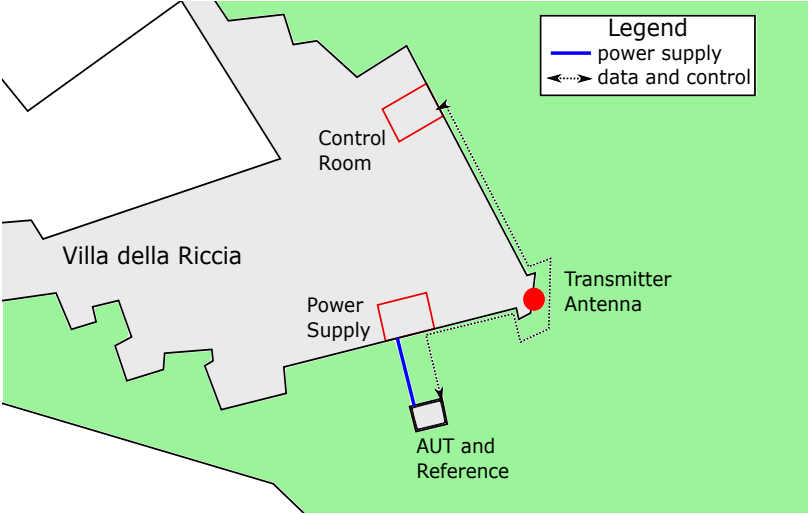 Legend
power supply
data and control
Control
Room
Villa della Riccia
Transmitter
Antenna
Power
Supply
AUT and
Reference